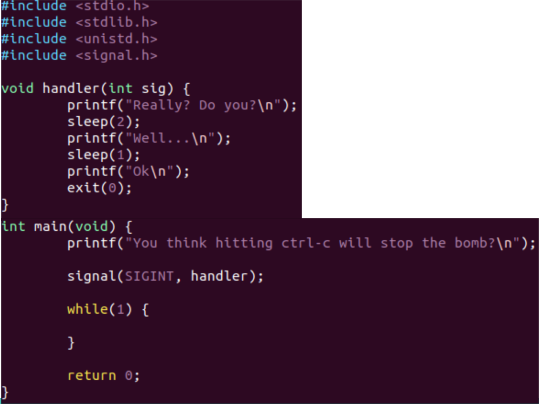 #include <stdio.h>
#include <stdlib.h>
#include <unistd.h>
#include <signal.h>
void handler(int sig) {
printf("Really? Do you?\n");
sleep(2);
printf("Well...\n");
sleep(1);
printf("Ok\n");
exit(0);
}
int main(void) {
printf("You think hitting ctrl-c will stop the bomb?\n");
signal(SIGINT, handler);
while(1) {
}
return 0;
}